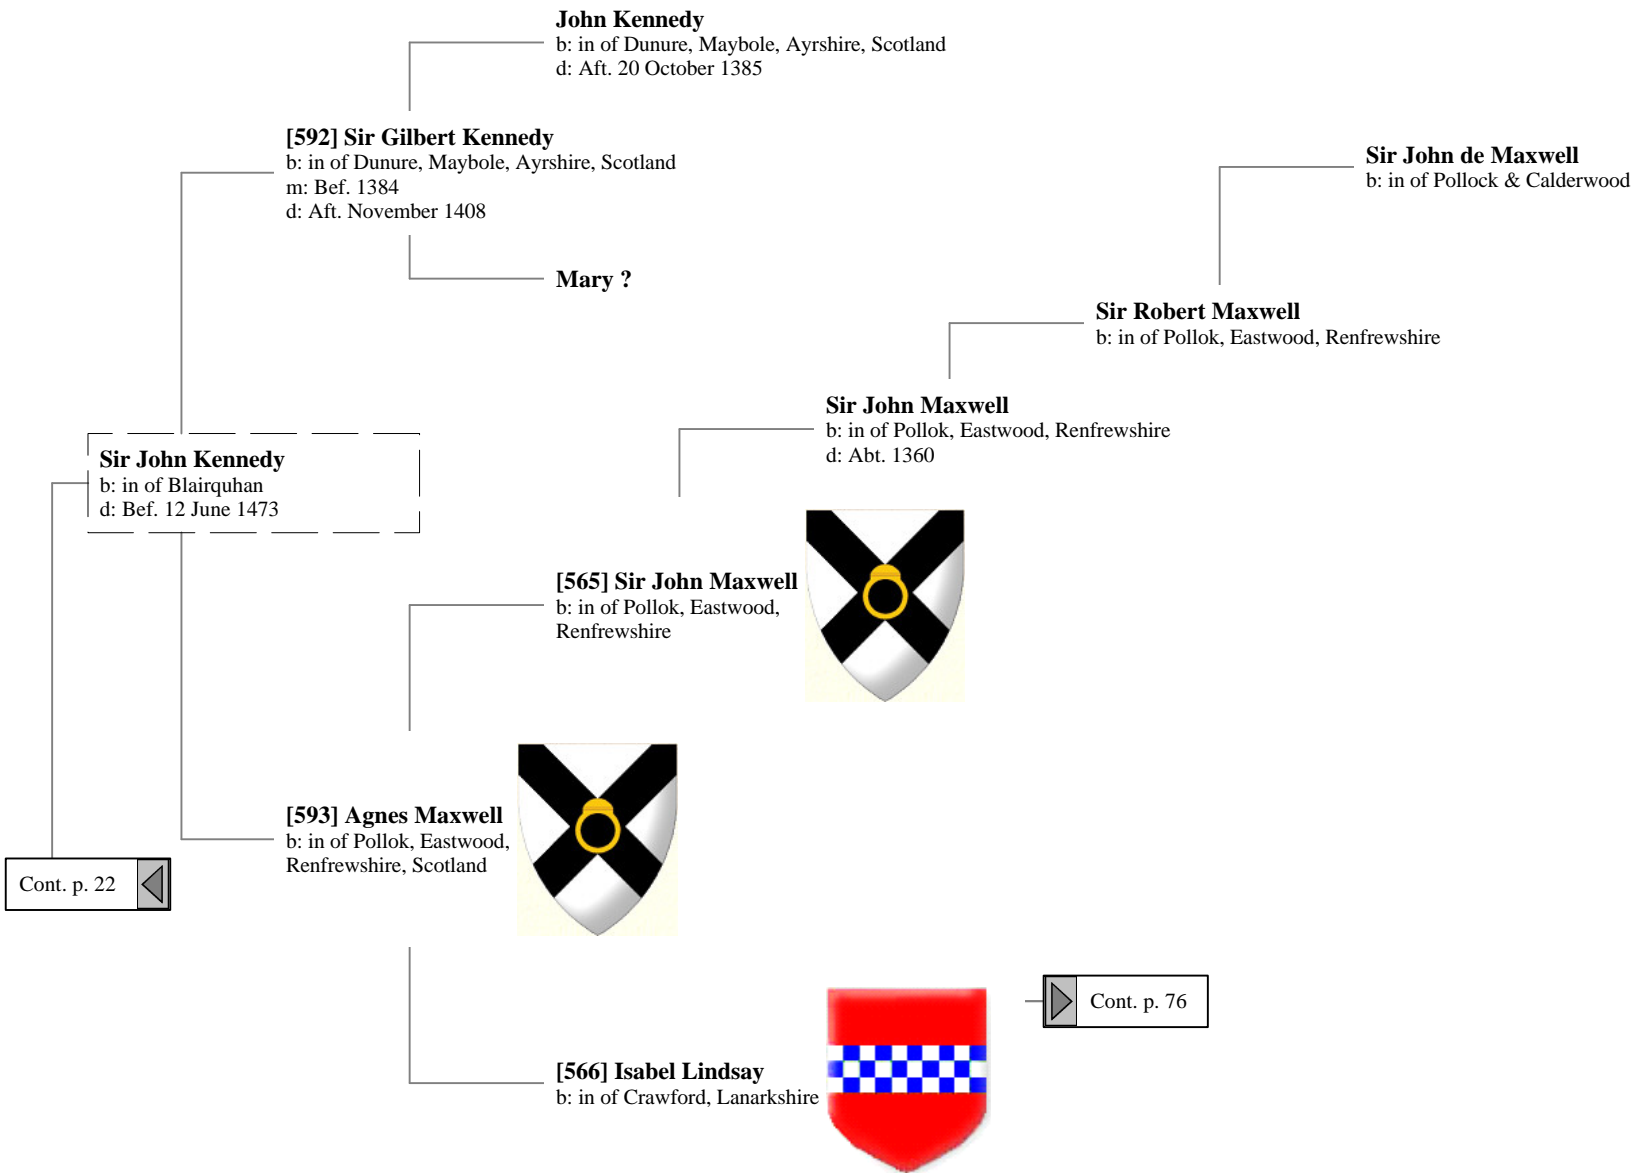 John Kennedy
b: in of Dunure, Maybole, Ayrshire, Scotland
d: Aft. 20 October 1385
[592] Sir Gilbert Kennedy
b: in of Dunure, Maybole, Ayrshire, Scotland
m: Bef. 1384
d: Aft. November 1408
Sir John de Maxwell
b: in of Pollock & Calderwood
Mary ?
Sir Robert Maxwell
b: in of Pollok, Eastwood, Renfrewshire
Sir John Maxwell
b: in of Pollok, Eastwood, Renfrewshire
d: Abt. 1360
Sir John Kennedy
b: in of Blairquhan
d: Bef. 12 June 1473
[565] Sir John Maxwell
b: in of Pollok, Eastwood,
Renfrewshire
[593] Agnes Maxwell
b: in of Pollok, Eastwood,
Renfrewshire, Scotland
Cont. p. 22
Cont. p. 76
[566] Isabel Lindsay
b: in of Crawford, Lanarkshire